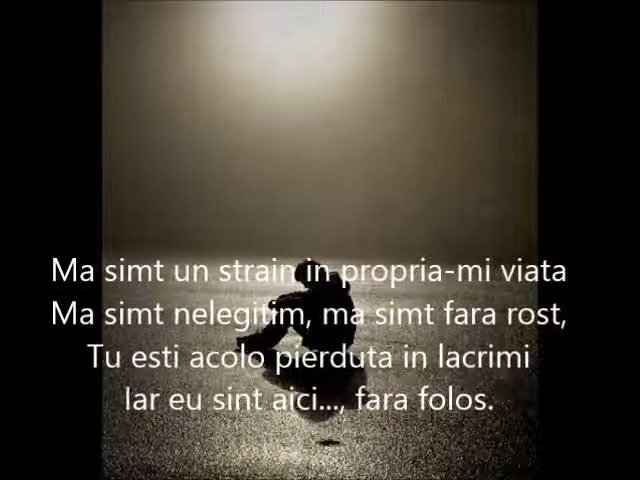 Ma simt un strain in propria-mi viata
Ma simt nelegitim, ma simt fara rost,
Tu esti acolo pierduta in lacrimi
Iar eu sint aici..., fara folos.